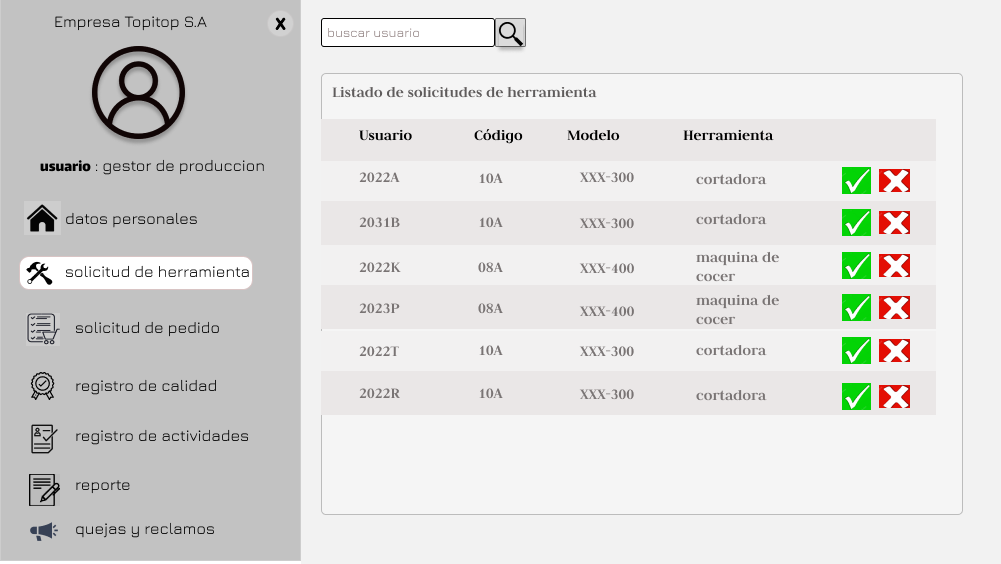 Empresa Topitop S.A
X
usuario : gestor de produccion
datos personales
solicitud de herramienta
solicitud de pedido
registro de calidad
registro de actividades
reporte
quejas y reclamos
buscar usuario
Listado de solicitudes de herramienta
Usuario Código Modelo Herramienta
2022A 10A XXX-300 cortadora
2031B 10A XXX-300 cortadora
2022K 08A XXX-400 maquina de
cocer
2023P 08A XXX-400 maquina de
cocer
2022T 10A XXX-300 cortadora
2022R 10A XXX-300 cortadora